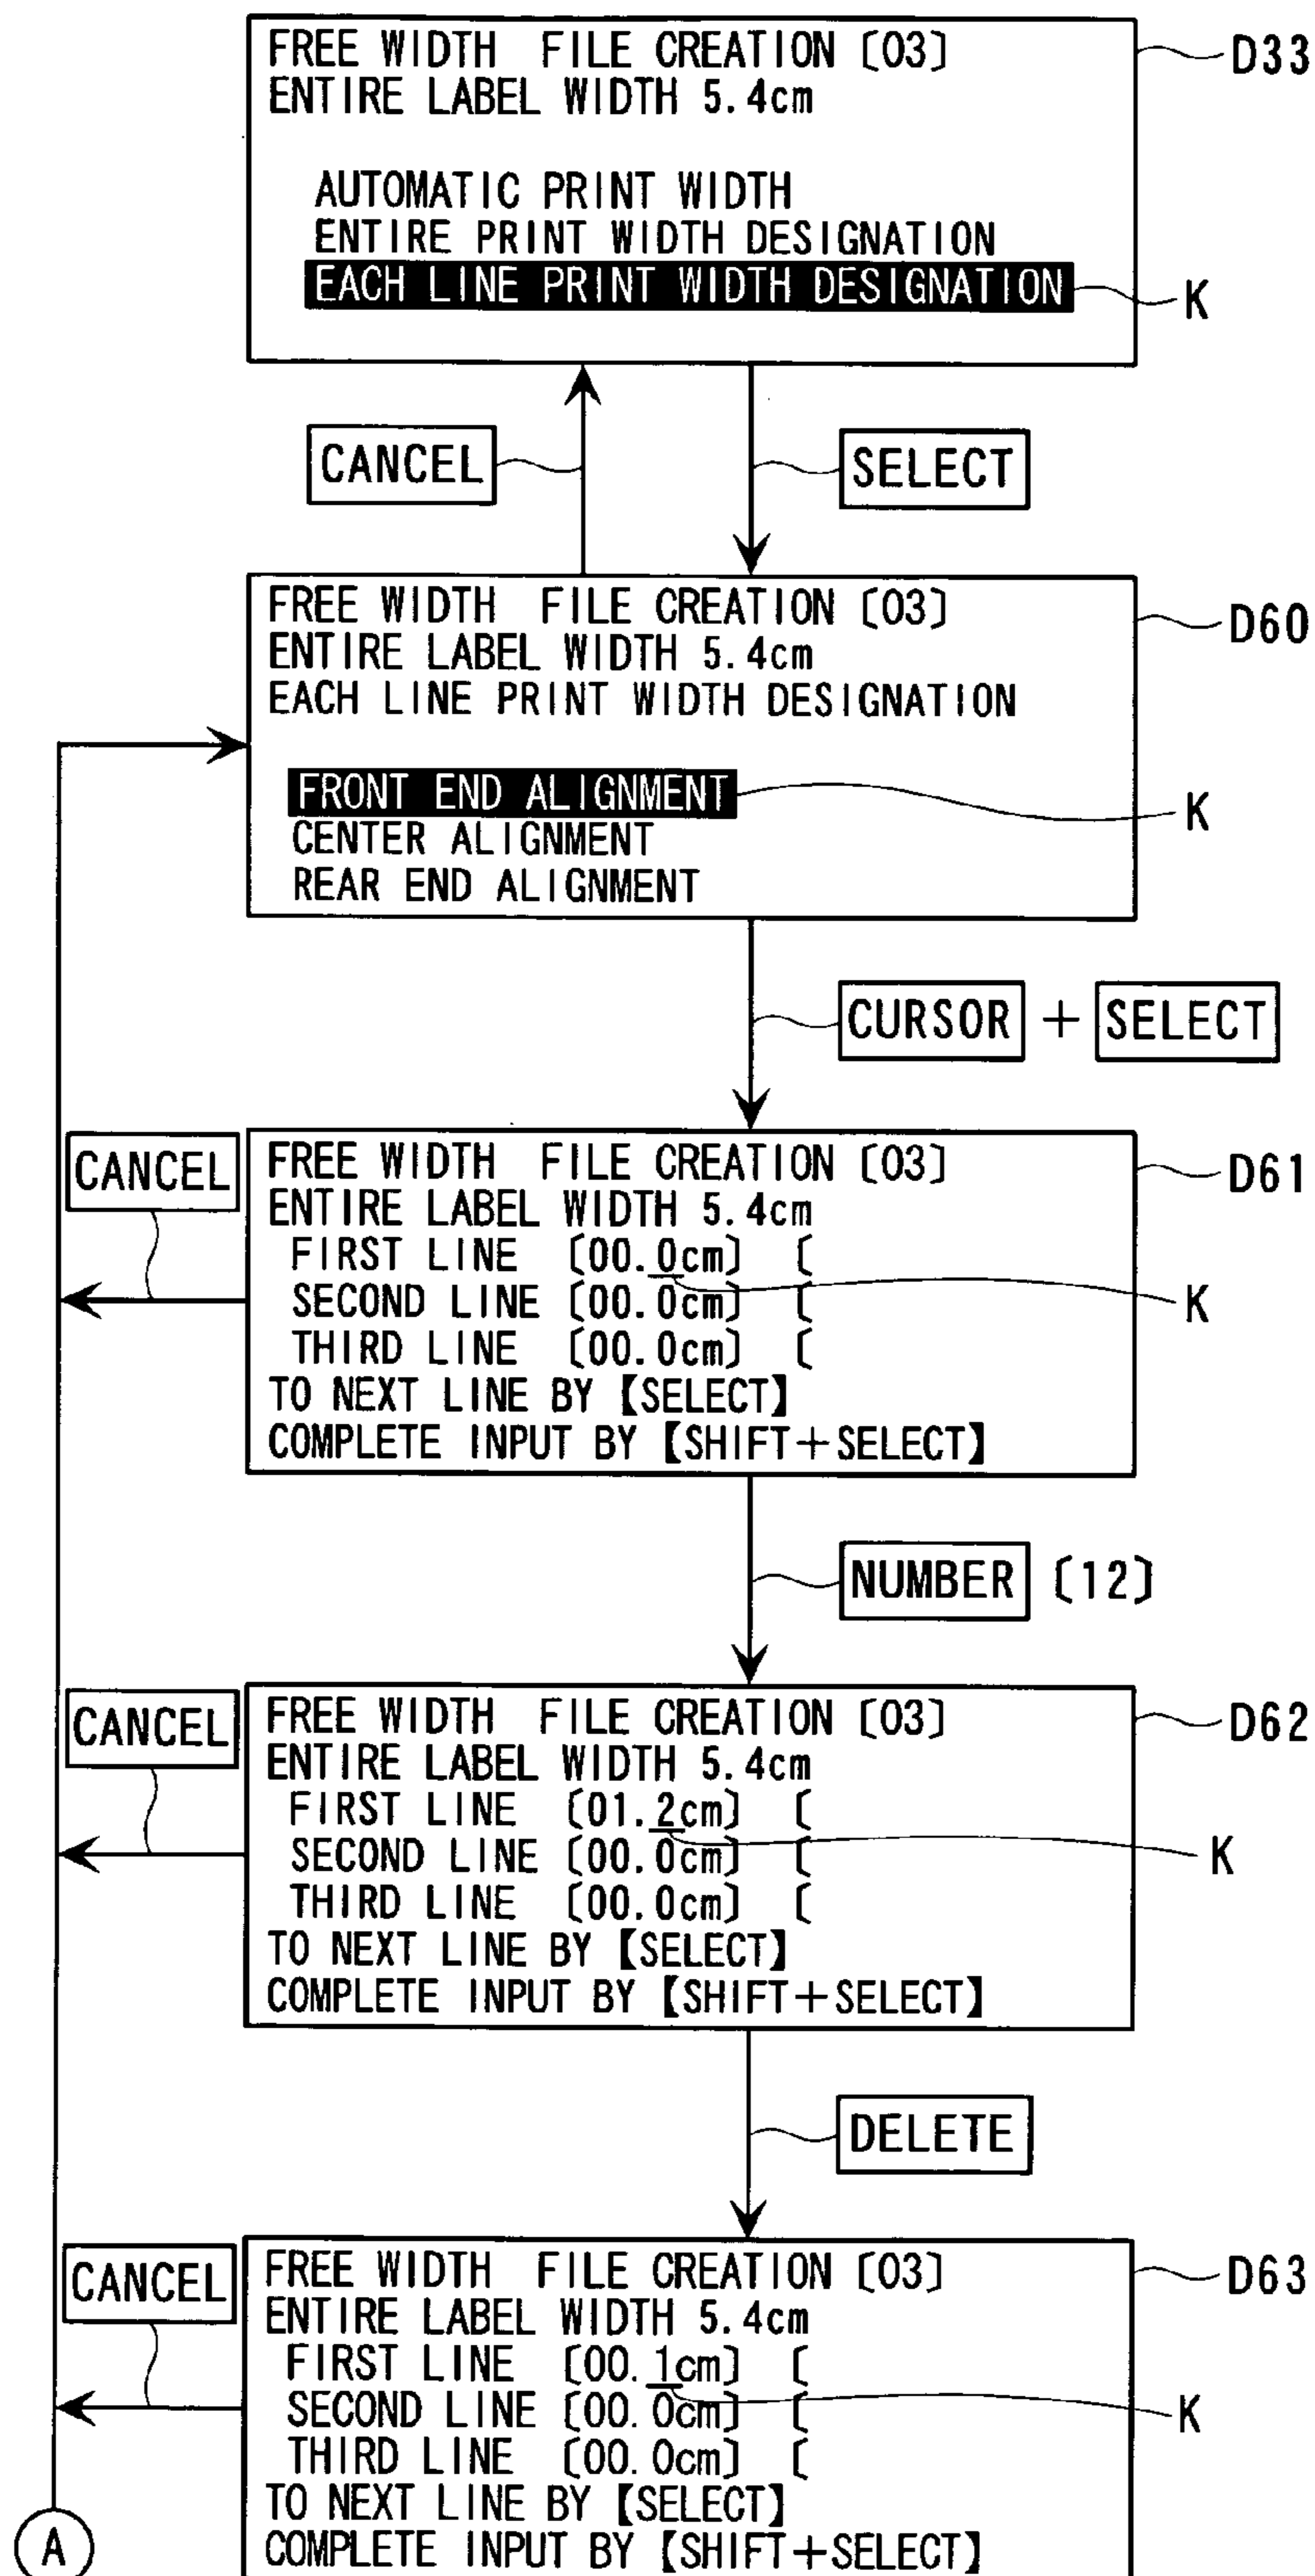 FREE WIDTH FILE CREATION 〔03〕
D33
ENTIRE LABEL WIDTH 5.4cm
AUTOMATIC PRINT WIDTH
ENTIRE PRINT WIDTH DESIGNATION
EACH LINE PRINT WIDTH DESIGNATION
K
CANCEL
SELECT
FREE WIDTH FILE CREATION 〔03〕
D60
ENTIRE LABEL WIDTH 5.4cm
EACH LINE PRINT WIDTH DESIGNATION
FRONT END ALIGNMENT
K
CENTER ALIGNMENT
REAR END ALIGNMENT
CURSOR + SELECT
CANCEL
FREE WIDTH FILE CREATION 〔03〕
D61
ENTIRE LABEL WIDTH 5.4cm
FIRST LINE 〔00.0cm〕 〔
K
SECOND LINE 〔00.0cm〕 〔
THIRD LINE 〔00.0cm〕 〔
TO NEXT LINE BY 【SELECT】
COMPLETE INPUT BY 【SHIFT+SELECT】
NUMBER 〔12〕
CANCEL
FREE WIDTH FILE CREATION 〔03〕
D62
ENTIRE LABEL WIDTH 5.4cm
FIRST LINE 〔01.2cm〕 〔
K
SECOND LINE 〔00.0cm〕 〔
THIRD LINE 〔00.0cm〕 〔
TO NEXT LINE BY 【SELECT】
COMPLETE INPUT BY 【SHIFT+SELECT】
DELETE
CANCEL
FREE WIDTH FILE CREATION 〔03〕
D63
ENTIRE LABEL WIDTH 5.4cm
FIRST LINE 〔00.1cm〕 〔
K
SECOND LINE 〔00.0cm〕 〔
THIRD LINE 〔00.0cm〕 〔
TO NEXT LINE BY 【SELECT】
COMPLETE INPUT BY 【SHIFT+SELECT】
A